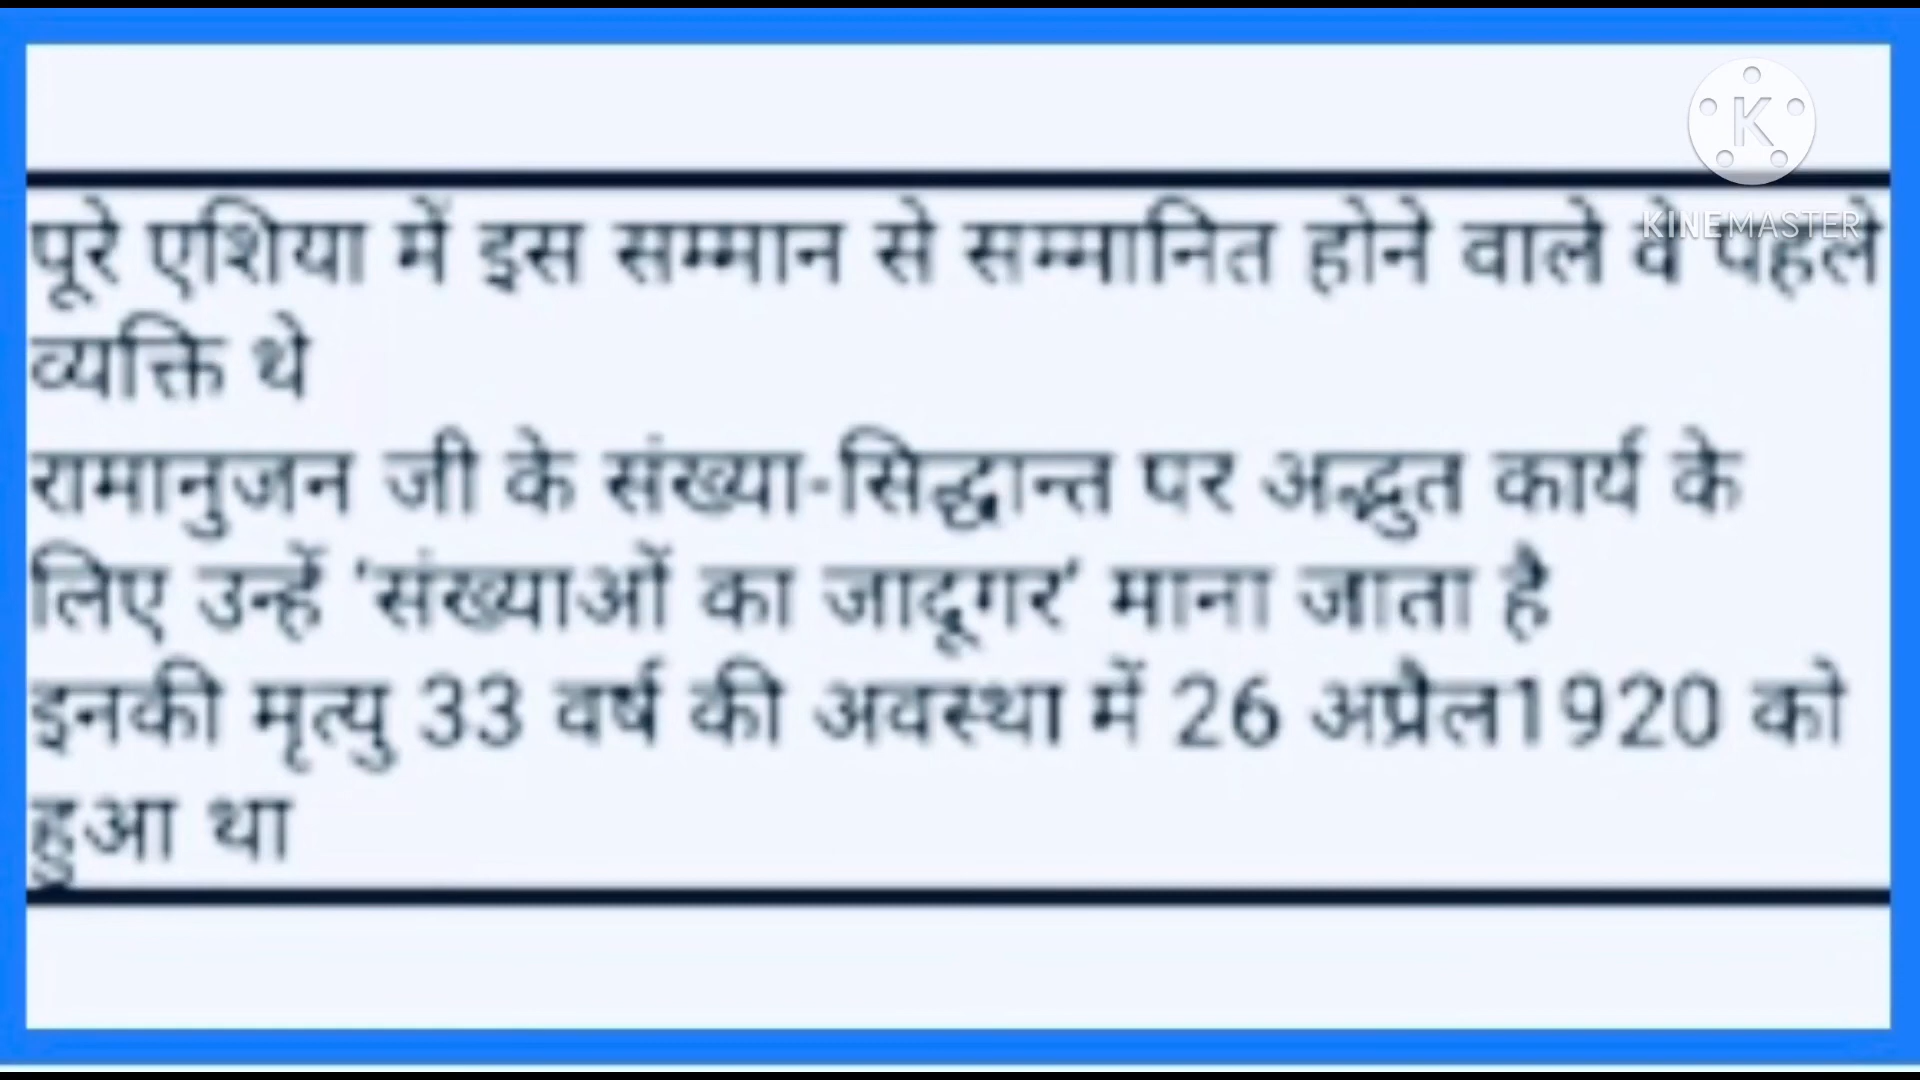 पूरे एशिया में इस सम्मान से सम्मानित होने वाले वे पहले
व्यक्ति थे
रामानुजन जी के संख्या-सिद्धान्त पर अद्भुत कार्य के
लिए उन्हें 'संख्याओं का जादूगर' माना जाता है
इनकी मृत्यु 33 वर्ष की अवस्था में 26 अप्रैल1920 को
हुआ था
K
KINEMASTER